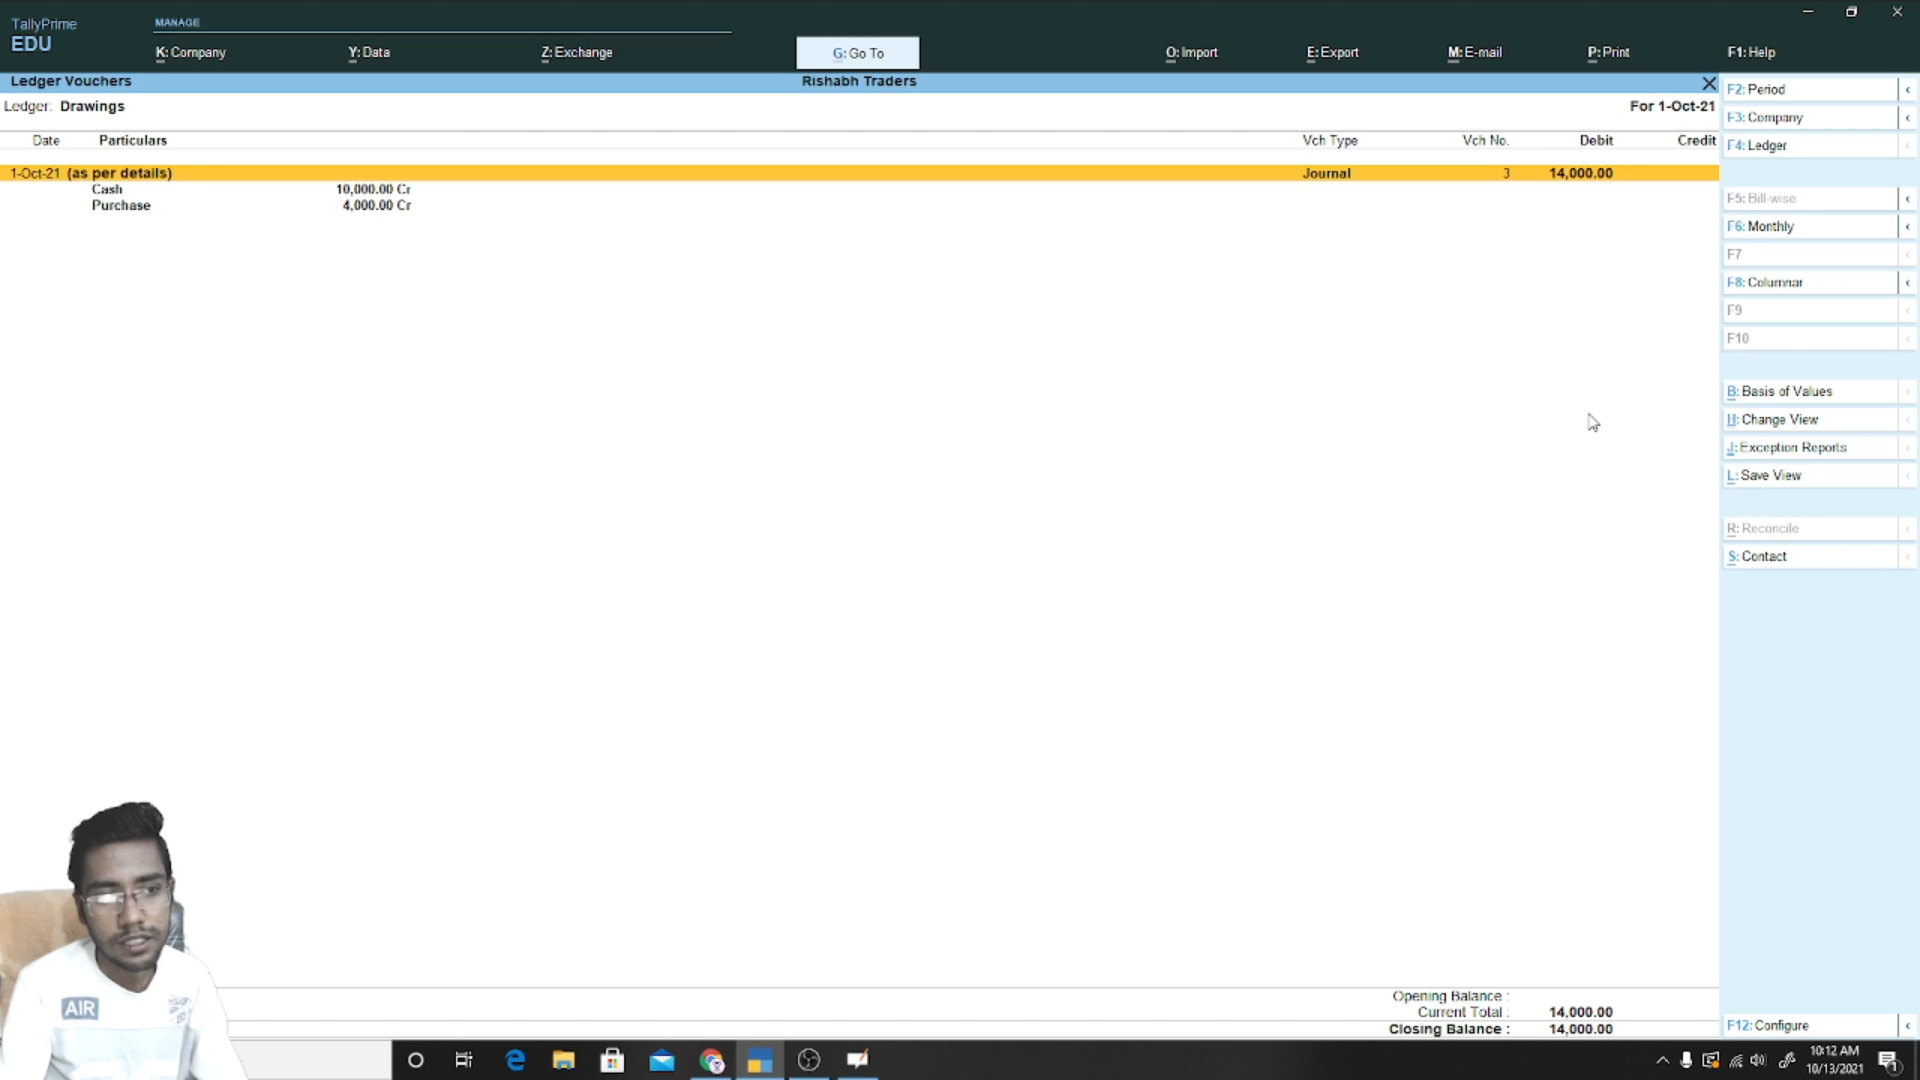 TallyPrime
EDU
MANAGE
K: Company
Y: Data
Z: Exchange
G: Go To
O: Import
E: Export
M: E-mail
P: Print
F1: Help
Ledger Vouchers
Rishabh Traders
Ledger: Drawings
For 1-Oct-21
Date Particulars Vch Type Vch No. Debit Credit
1-Oct-21 (as per details) Journal 3 14,000.00
Cash 10,000.00 Cr
Purchase 4,000.00 Cr
F2: Period
F3: Company
F4: Ledger
F5: Bill-wise
F6: Monthly
F7
F8: Columnar
F9
F10
B: Basis of Values
H: Change View
J: Exception Reports
L: Save View
R: Reconcile
S: Contact
F12: Configure
Opening Balance :
Current Total : 14,000.00
Closing Balance : 14,000.00
AIR
10:12 AM
10/13/2021
1